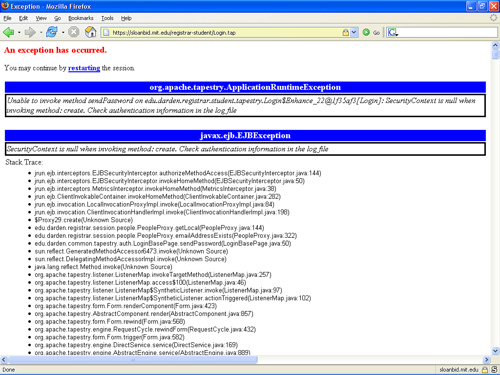 Exception - Mozilla Firefox
File Edit View Go Bookmarks Tools Help
https://sloanbid.mit.edu/registrar-student/Login.tap Go
An exception has occurred.
You may continue by restarting the session.
org.apache.tapestry.ApplicationRuntimeException
Unable to invoke method sendPassword on edu.darden.registrar.student.tapestry.Login$Enhance_22@1f35af3[Login]: SecurityContext is null when
invoking method: create. Check authentication information in the log file
javax.ejb.EJBException
SecurityContext is null when invoking method: create. Check authentication information in the log file
Stack Trace:
jrun.ejb.interceptors.EJBSecurityInterceptor.authorizeMethodAccess(EJBSecurityInterceptor.java:144)
jrun.ejb.interceptors.EJBSecurityInterceptor.invokeHomeMethod(EJBSecurityInterceptor.java:50)
jrun.ejb.interceptors.MetricsInterceptor.invokeHomeMethod(MetricsInterceptor.java:38)
jrun.ejb.ClientInvokableContainer.invokeHomeMethod(ClientInvokableContainer.java:282)
jrun.ejb.invocation.LocalInvocationProxyImpl.invoke(LocalInvocationProxyImpl.java:84)
jrun.ejb.invocation.ClientInvocationHandlerImpl.invoke(ClientInvocationHandlerImpl.java:198)
$Proxy29.create(Unknown Source)
edu.darden.registrar.session.people.PeopleProxy.getLocal(PeopleProxy.java:144)
edu.darden.registrar.session.people.PeopleProxy.emailAddressExists(PeopleProxy.java:322)
edu.darden.common.tapestry.auth.LoginBasePage.sendPassword(LoginBasePage.java:50)
sun.reflect.GeneratedMethodAccessor6473.invoke(Unknown Source)
sun.reflect.DelegatingMethodAccessorImpl.invoke(Unknown Source)
java.lang.reflect.Method.invoke(Unknown Source)
org.apache.tapestry.listener.ListenerMap.invokeTargetMethod(ListenerMap.java:257)
org.apache.tapestry.listener.ListenerMap.access$100(ListenerMap.java:46)
org.apache.tapestry.listener.ListenerMap$SyntheticListener.invoke(ListenerMap.java:97)
org.apache.tapestry.listener.ListenerMap$SyntheticListener.actionTriggered(ListenerMap.java:102)
org.apache.tapestry.form.Form.renderComponent(Form.java:423)
org.apache.tapestry.AbstractComponent.render(AbstractComponent.java:857)
org.apache.tapestry.form.Form.rewind(Form.java:568)
org.apache.tapestry.engine.RequestCycle.rewindForm(RequestCycle.java:432)
org.apache.tapestry.form.Form.trigger(Form.java:582)
org.apache.tapestry.engine.DirectService.service(DirectService.java:169)
org.apache.tapestry.engine.AbstractEngine.service(AbstractEngine.java:889)
Done sloanbid.mit.edu